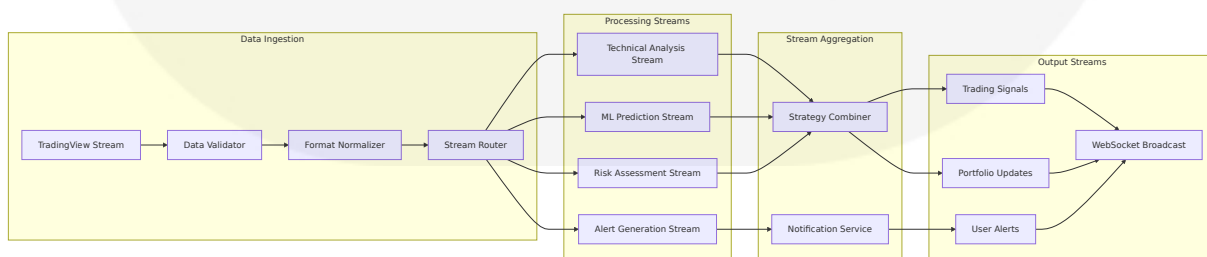 Data Ingestion
TradingView Stream
Data Validator
Format Normalizer
Stream Router
Processing Streams
Technical Analysis
Stream
ML Prediction Stream
Risk Assessment Stream
Alert Generation Stream
Stream Aggregation
Strategy Combiner
Notification Service
Output Streams
Trading Signals
Portfolio Updates
User Alerts
WebSocket Broadcast